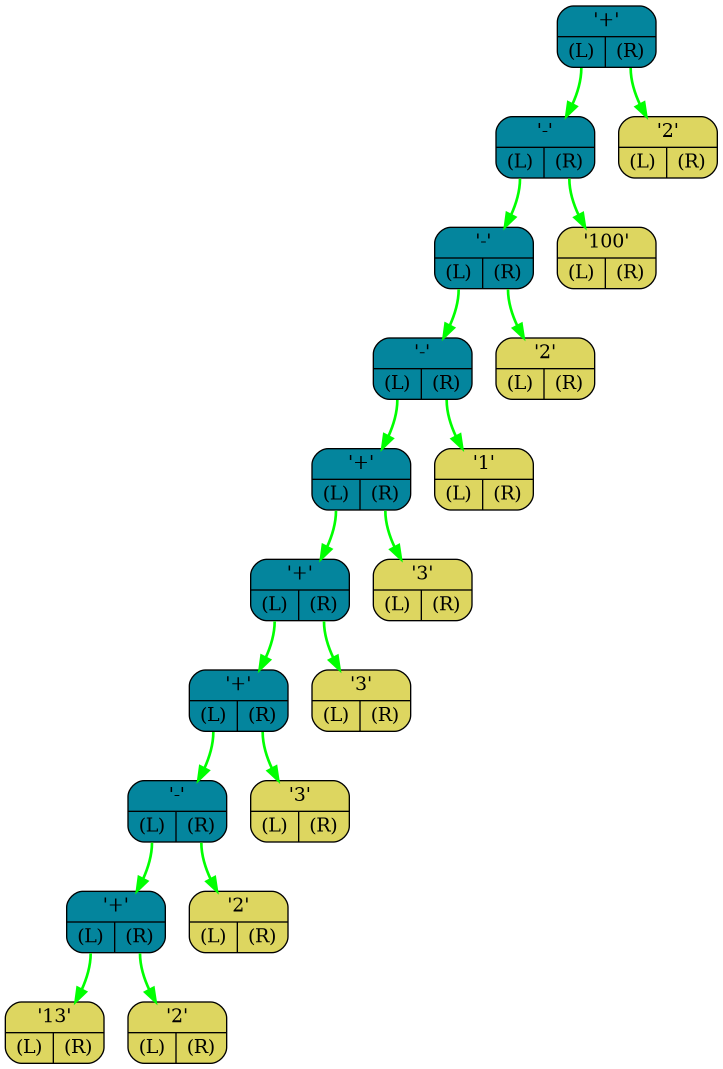 '+'
(L) (R)
'-' '2'
(L) (R) (L) (R)
'-' '100'
(L) (R) (L) (R)
'-' '2'
(L) (R) (L) (R)
'+' '1'
(L) (R) (L) (R)
'+' '3'
(L) (R) (L) (R)
'+' '3'
(L) (R) (L) (R)
'-' '3'
(L) (R) (L) (R)
'+' '2'
(L) (R) (L) (R)
'13' '2'
(L) (R) (L) (R)